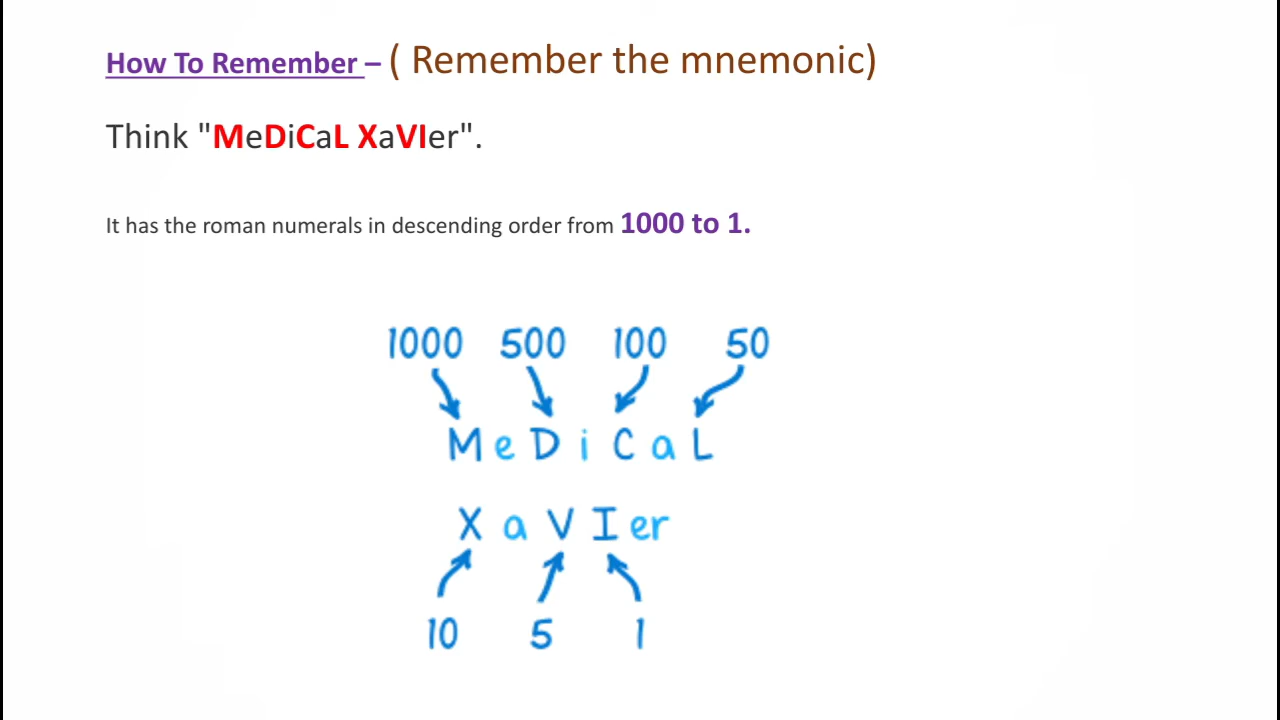 How To Remember – ( Remember the mnemonic)
Think "MeDiCaL XaVIer".
It has the roman numerals in descending order from 1000 to 1.
1000 500 100 50
MeDiCaL
XaVIer
10 5 1